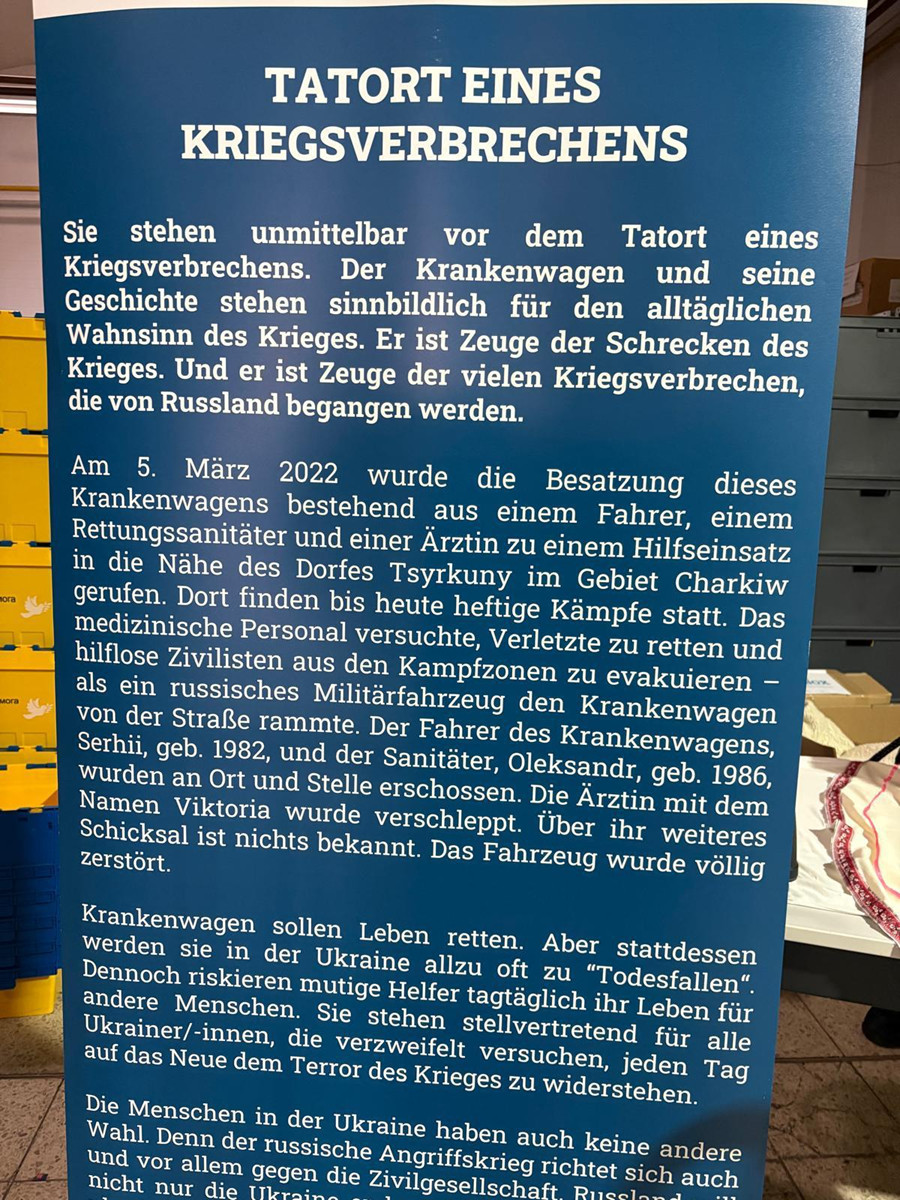 TATORT EINES
KRIEGSVERBRECHENS
Sie stehen unmittelbar vor dem Tatort eines
Kriegsverbrechens. Der Krankenwagen und seine
Geschichte stehen sinnbildlich für den alltäglichen
Wahnsinn des Krieges. Er ist Zeuge der Schrecken des
Krieges. Und er ist Zeuge der vielen Kriegsverbrechen,
die von Russland begangen werden.
Am 5. März 2022 wurde die Besatzung dieses
Krankenwagens bestehend aus einem Fahrer, einem
Rettungssanitäter und einer Ärztin zu einem Hilfseinsatz
in die Nähe des Dorfes Tsyrkuny im Gebiet Charkiw
gerufen. Dort finden bis heute heftige Kämpfe statt. Das
medizinische Personal versuchte, Verletzte zu retten und
hilflose Zivilisten aus den Kampfzonen zu evakuieren –
als ein russisches Militärfahrzeug den Krankenwagen
von der Straße rammte. Der Fahrer des Krankenwagens,
Serhii, geb. 1982, und der Sanitäter, Oleksandr, geb. 1986,
wurden an Ort und Stelle erschossen. Die Ärztin mit dem
Namen Viktoria wurde verschleppt. Über ihr weiteres
Schicksal ist nichts bekannt. Das Fahrzeug wurde völlig
zerstört.
Krankenwagen sollen Leben retten. Aber stattdessen
werden sie in der Ukraine allzu oft zu “Todesfallen“.
Dennoch riskieren mutige Helfer tagtäglich ihr Leben für
andere Menschen. Sie stehen stellvertretend für alle
Ukrainer/-innen, die verzweifelt versuchen, jeden Tag
auf das Neue dem Terror des Krieges zu widerstehen.
Die Menschen in der Ukraine haben auch keine andere
Wahl. Denn der russische Angriffskrieg richtet sich auch
und vor allem gegen die Zivilgesellschaft. Russland will
nicht nur die Ukraine